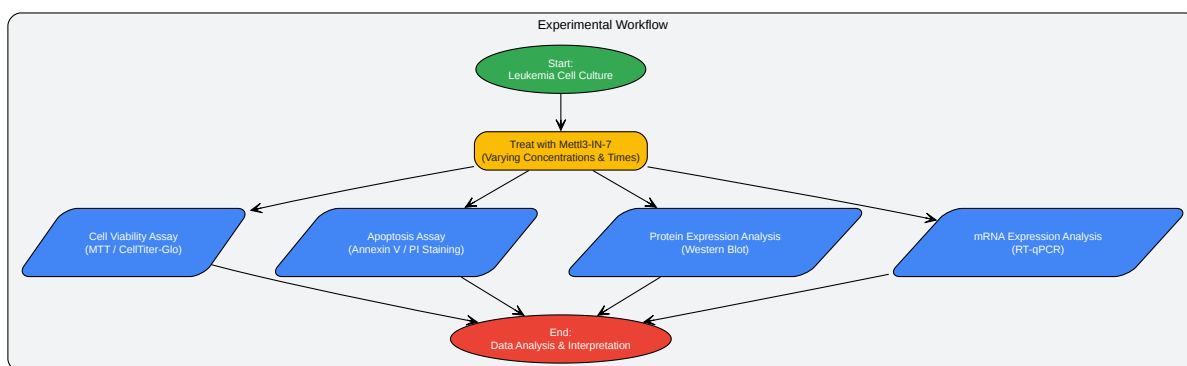 Experimental Workflow
Start:
Leukemia Cell Culture
Treat with Mettl3-IN-7
(Varying Concentrations & Times)
Cell Viability Assay
(MTT / CellTiter-Glo)
Apoptosis Assay
(Annexin V / PI Staining)
Protein Expression Analysis
(Western Blot)
mRNA Expression Analysis
(RT-qPCR)
End:
Data Analysis & Interpretation